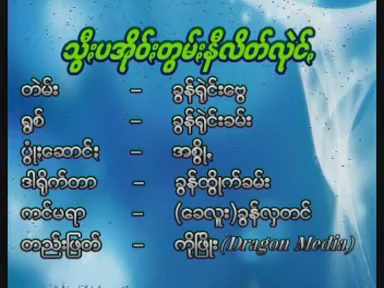 သွီးပအိုဝ်ႏတွမ်ႏနီလိတ်လှဲင်ႏ
တဲမ်း – ခွန်ရိုင်းဗွေ
ရွစ် – ခွန်ရိုင်းခမ်း
ပျံုႏဆောင်ႏ – အစွိုႏ
ဒါရိုက်တာ – ခွန်ထွိုက်ခမ်း
ကင်မရာ – (ခေလူး)ခွန်လှတင်
တည်းဖြတ် – ကိုဖြိုး(Dragon Media)